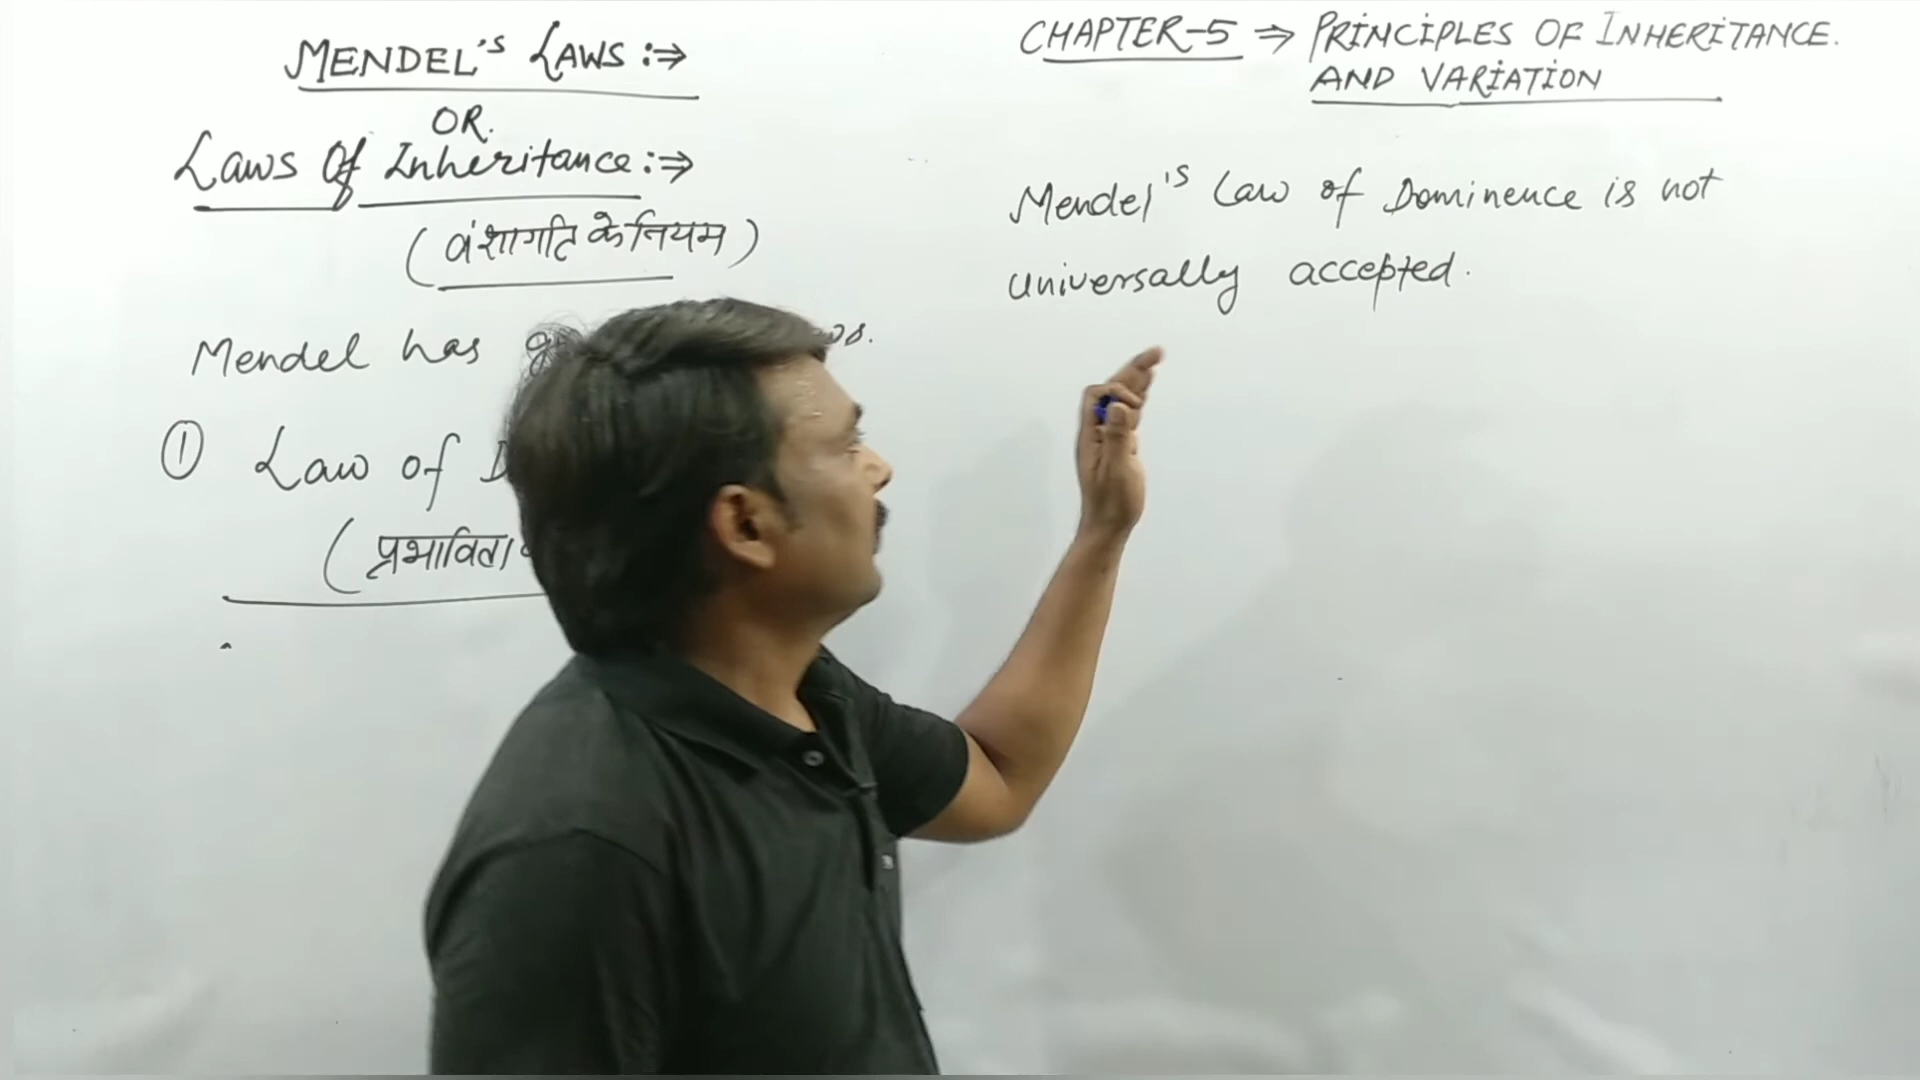 MENDEL'S LAWS :⇒
OR.
Laws Of Inheritance :⇒
(वंशागति के नियम)
Mendel has
① Law of
(प्रभाविता
CHAPTER-5 ⇒ PRINCIPLES OF INHERITANCE.
AND VARIATION
Mendel's Law of Dominence is not
universally accepted.